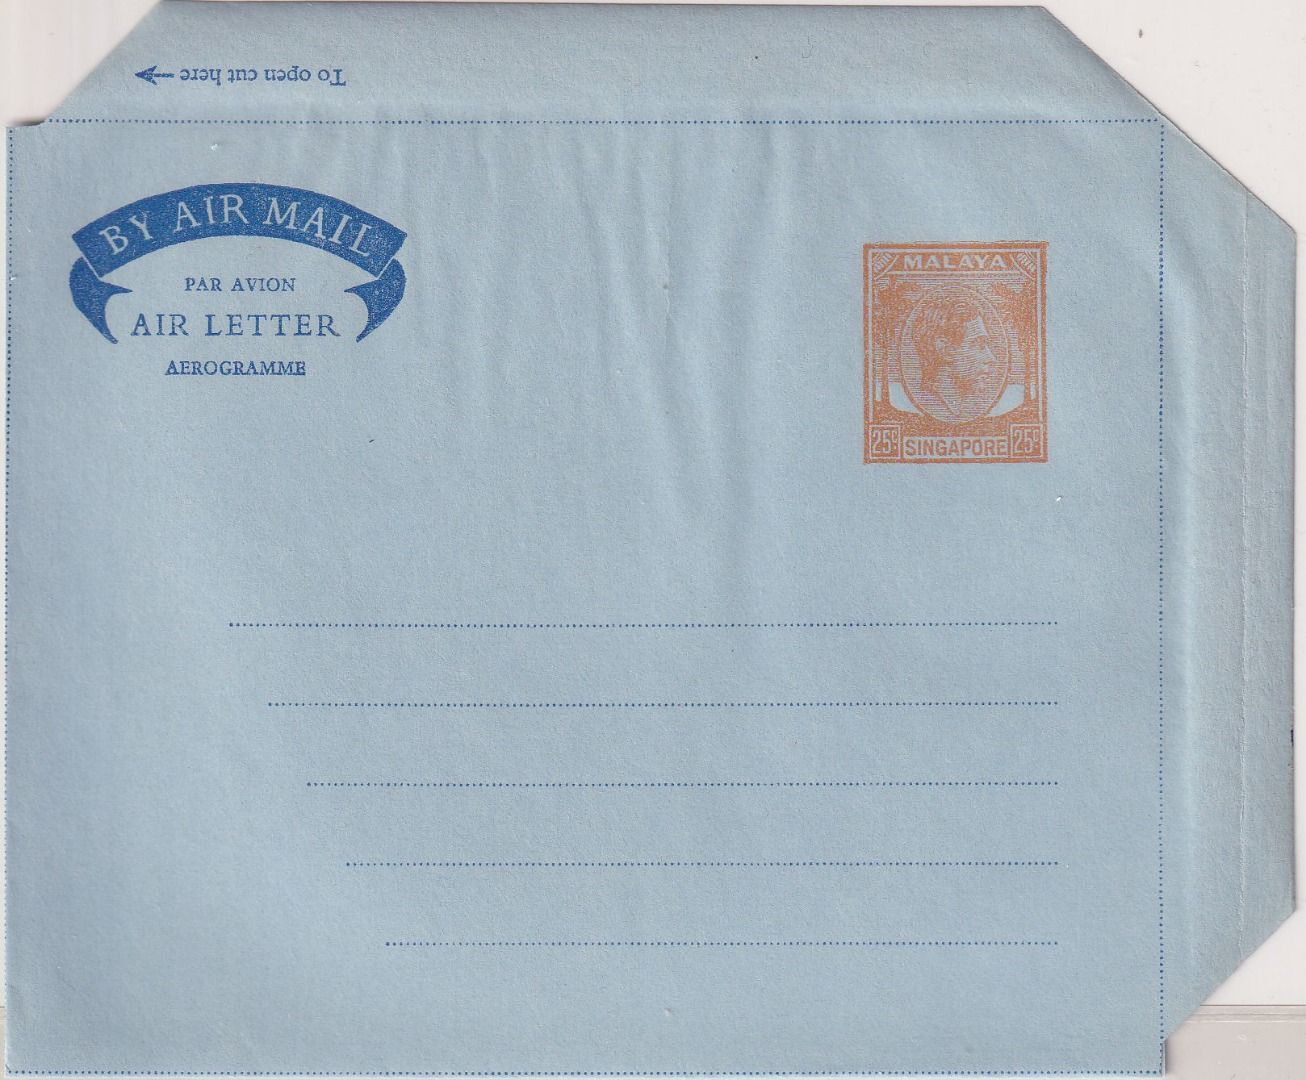 To open cut here
BY AIR MAIL
PAR AVION
AIR LETTER
AEROGRAMME
MALAYA
25c SINGAPORE 25c